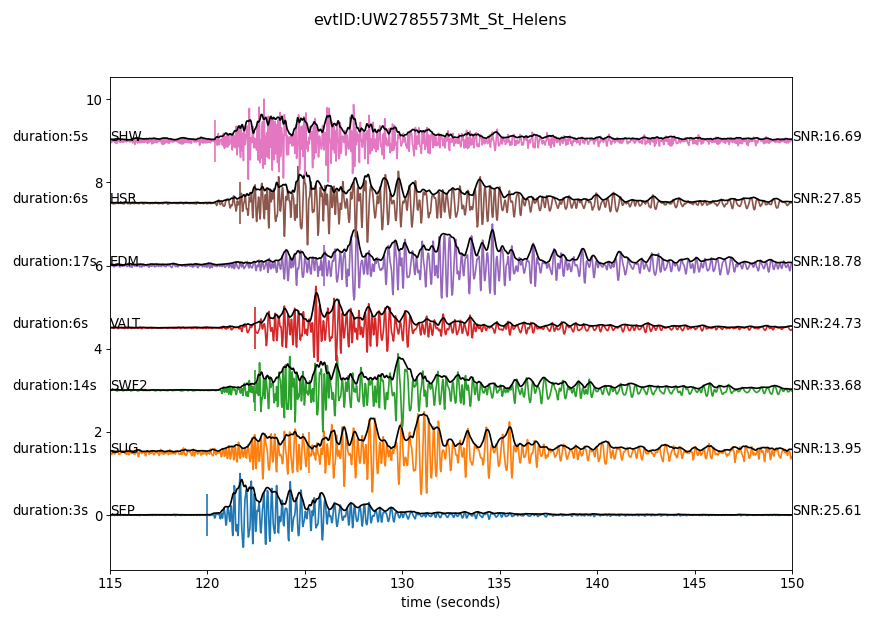 evtID:UW2785573Mt_St_Helens
10
duration:5s SHW SNR:16.69
8
duration:6s HSR SNR:27.85
duration:17s EDM SNR:18.78
6
duration:6s VALT SNR:24.73
4
duration:14s SWF2 SNR:33.68
2
duration:11s SUG SNR:13.95
duration:3s SEP SNR:25.61
0
115 120 125 130 135 140 145 150
time (seconds)